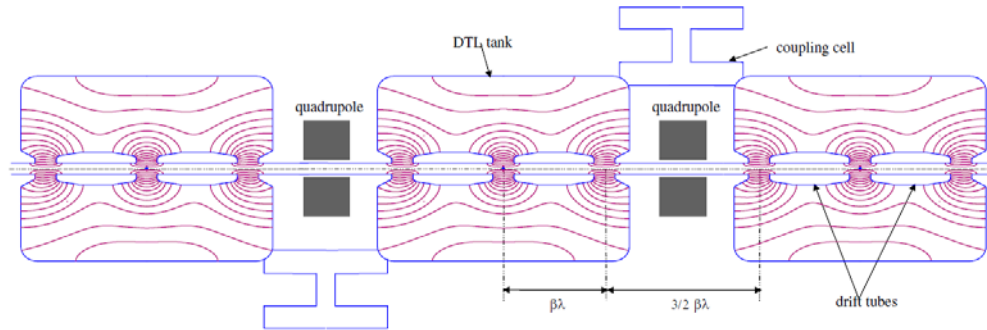 DTL tank
coupling cell
quadrupole
quadrupole
βλ
3/2 βλ
drift tubes